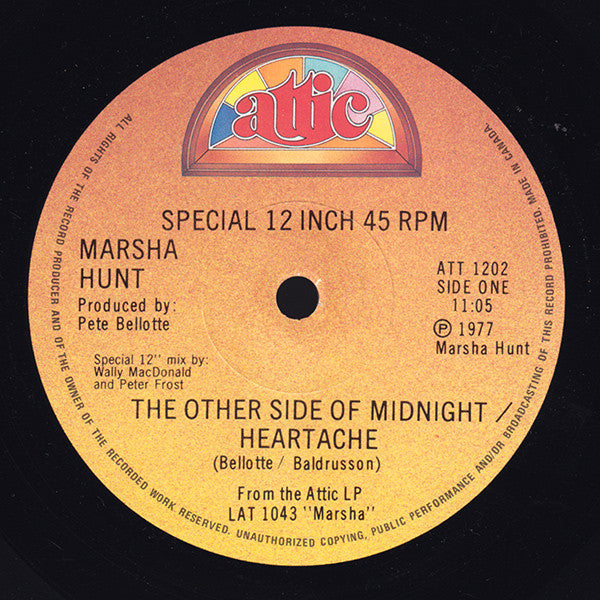 attic
SPECIAL 12 INCH 45 RPM
MARSHA
HUNT
Produced by:
Pete Bellotte
Special 12" mix by:
Wally MacDonald
and Peter Frost
ATT 1202
SIDE ONE
11:05
Ⓟ 1977
Marsha Hunt
THE OTHER SIDE OF MIDNIGHT /
HEARTACHE
(Bellotte / Baldrusson)
From the Attic LP
LAT 1043 "Marsha"
ALL RIGHTS OF THE RECORD PRODUCER AND OF THE OWNER OF THE RECORDED WORK RESERVED. UNAUTHORIZED COPYING, PUBLIC PERFORMANCE AND/OR BROADCASTING OF THIS RECORD PROHIBITED. MADE IN CANADA.